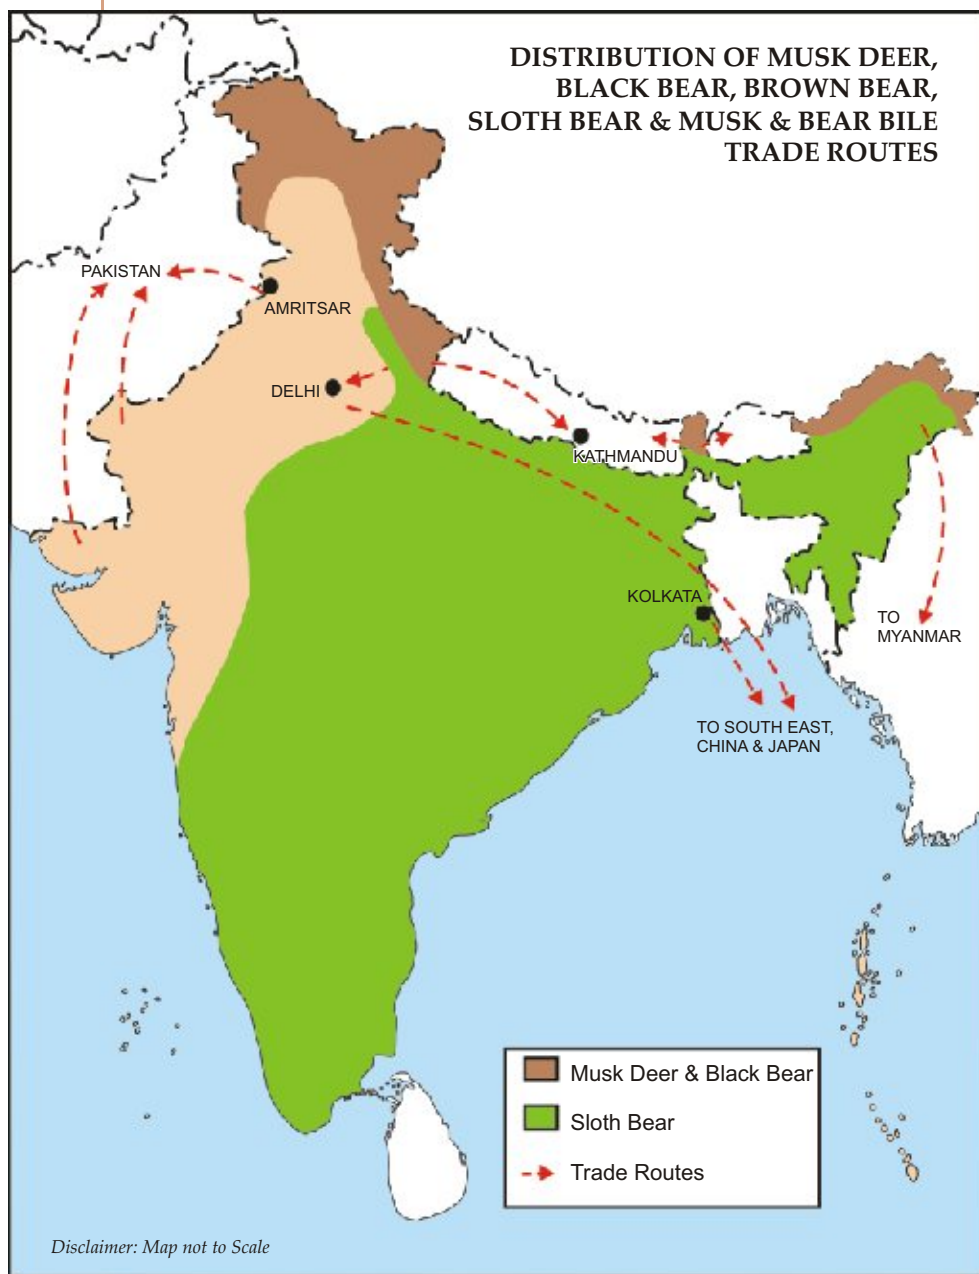 DISTRIBUTION OF MUSK DEER,
BLACK BEAR, BROWN BEAR,
SLOTH BEAR & MUSK & BEAR BILE
TRADE ROUTES
PAKISTAN
AMRITSAR
DELHI
KATHMANDU
KOLKATA
TO
MYANMAR
TO SOUTH EAST,
CHINA & JAPAN
Musk Deer & Black Bear
Sloth Bear
Trade Routes
Disclaimer: Map not to Scale